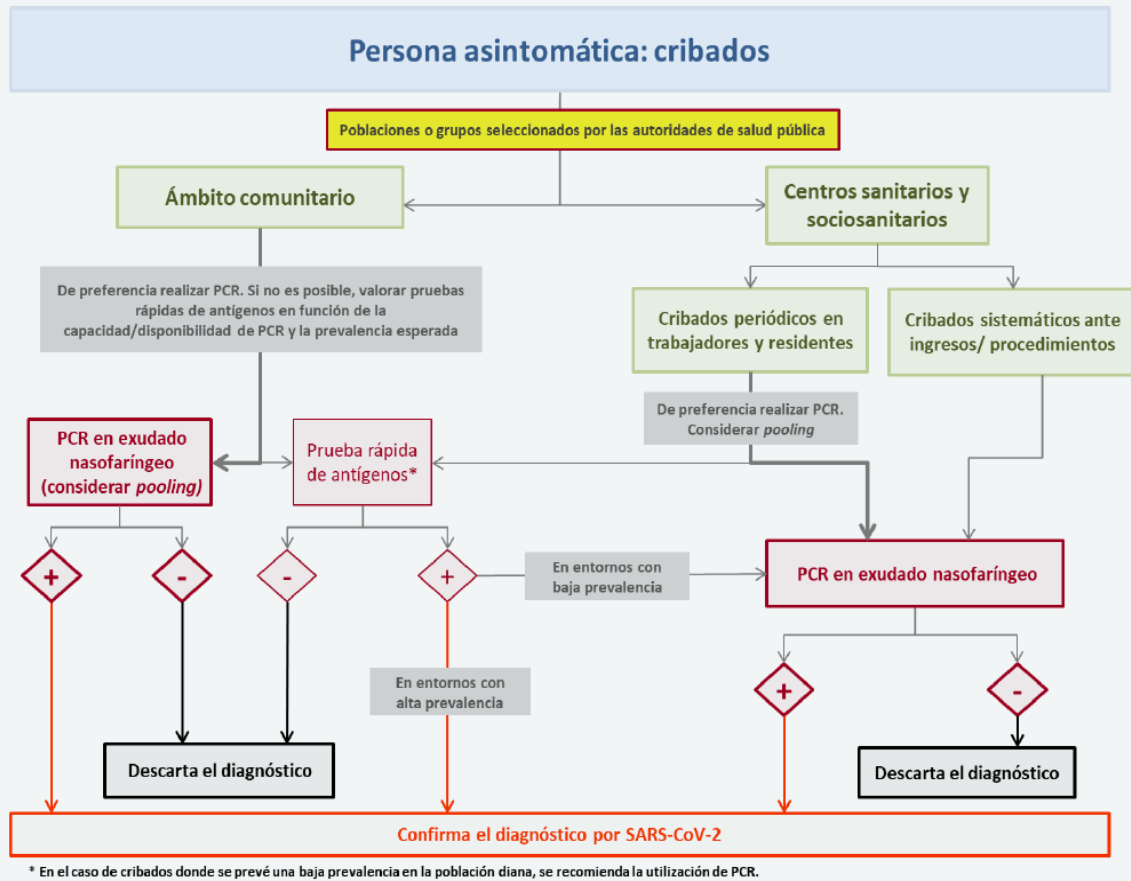 Persona asintomática: cribados
Poblaciones o grupos seleccionados por las autoridades de salud pública
Ámbito comunitario
Centros sanitarios y
sociosanitarios
De preferencia realizar PCR. Si no es posible, valorar pruebas
rápidas de antígenos en función de la
capacidad/disponibilidad de PCR y la prevalencia esperada
Cribados periódicos en
trabajadores y residentes
Cribados sistemáticos ante
ingresos/ procedimientos
De preferencia realizar PCR.
Considerar pooling
PCR en exudado
nasofaríngeo
(considerar pooling)
Prueba rápida
de antígenos*
+
-
-
+
En entornos con
baja prevalencia
PCR en exudado nasofaríngeo
En entornos con
alta prevalencia
+
-
Descarta el diagnóstico
Descarta el diagnóstico
Confirma el diagnóstico por SARS-CoV-2
* En el caso de cribados donde se prevé una baja prevalencia en la población diana, se recomienda la utilización de PCR.